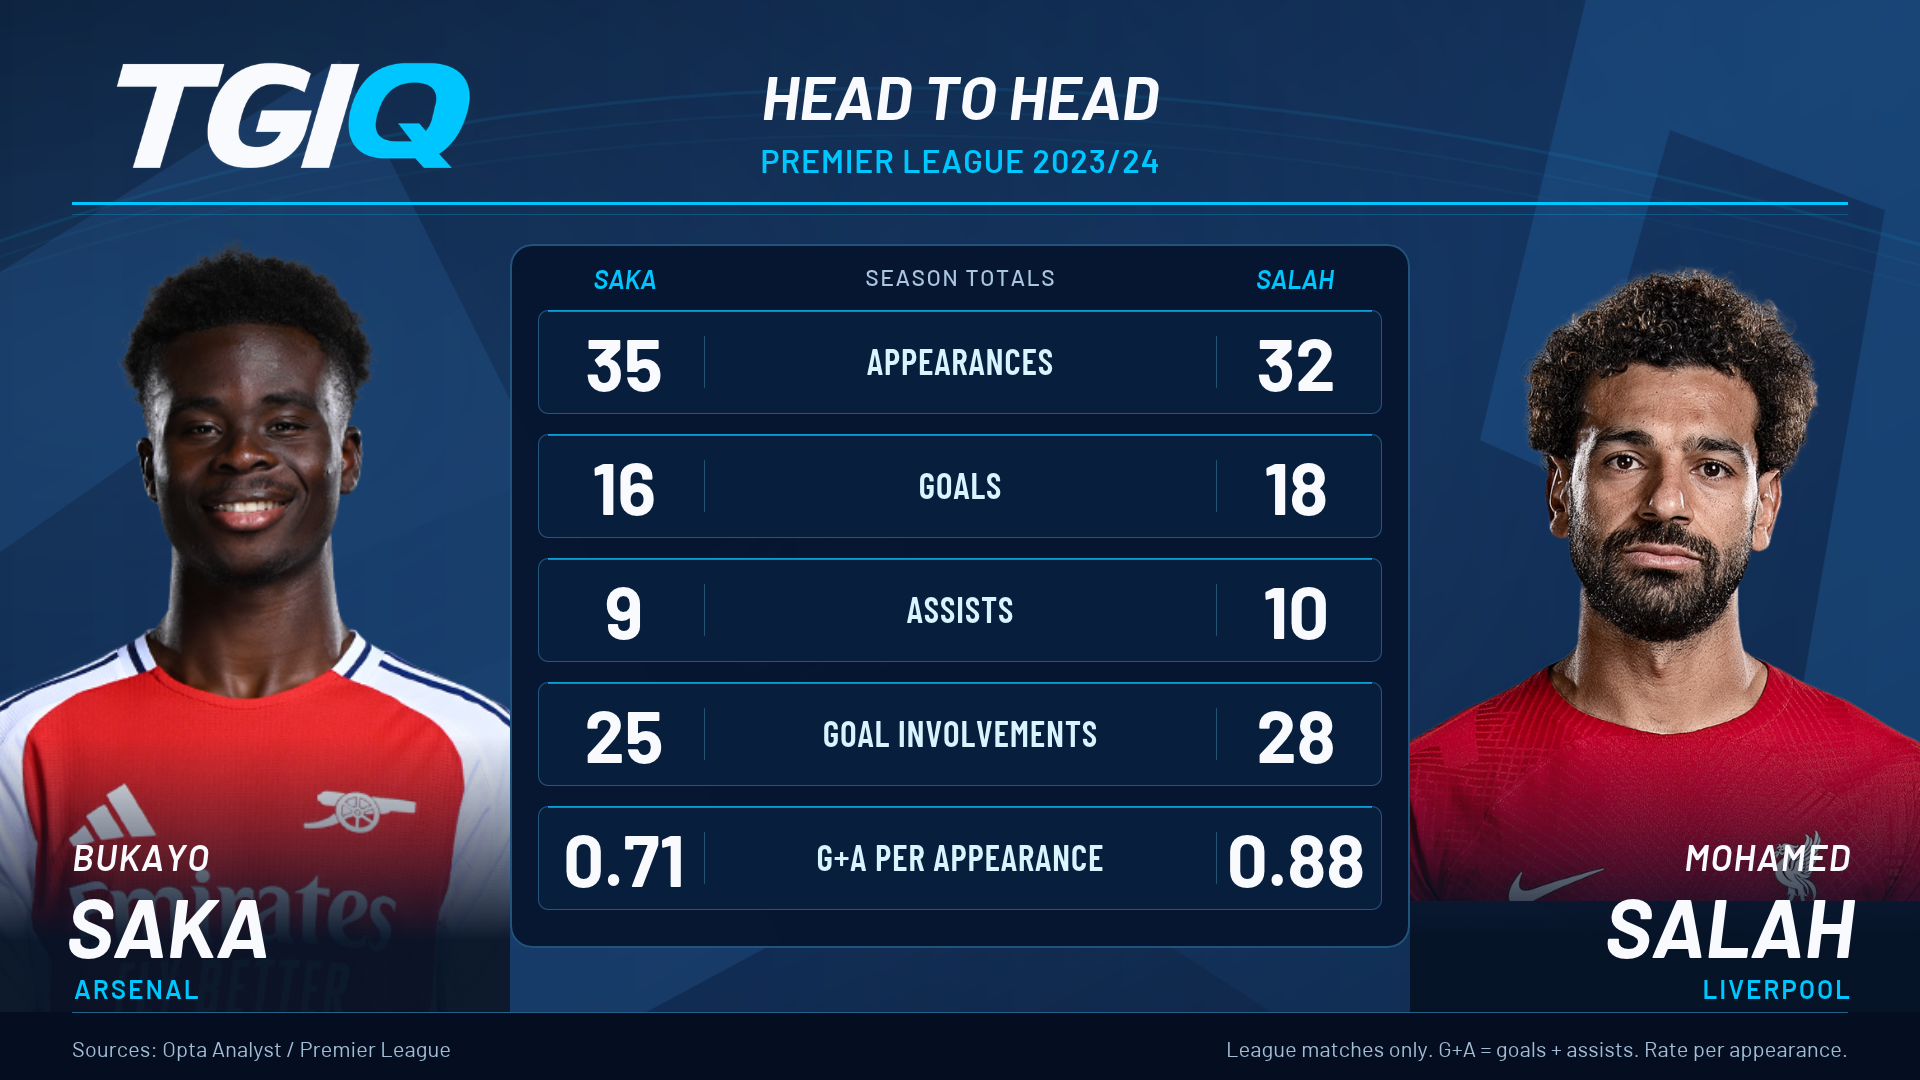 TGIQ
HEAD TO HEAD
PREMIER LEAGUE 2023/24
SAKA SEASON TOTALS SALAH
35 APPEARANCES 32
16 GOALS 18
9 ASSISTS 10
25 GOAL INVOLVEMENTS 28
0.71 G+A PER APPEARANCE 0.88
Emirates
BETTER
BUKAYO
SAKA
ARSENAL
MOHAMED
SALAH
LIVERPOOL
Sources: Opta Analyst / Premier League
League matches only. G+A = goals + assists. Rate per appearance.